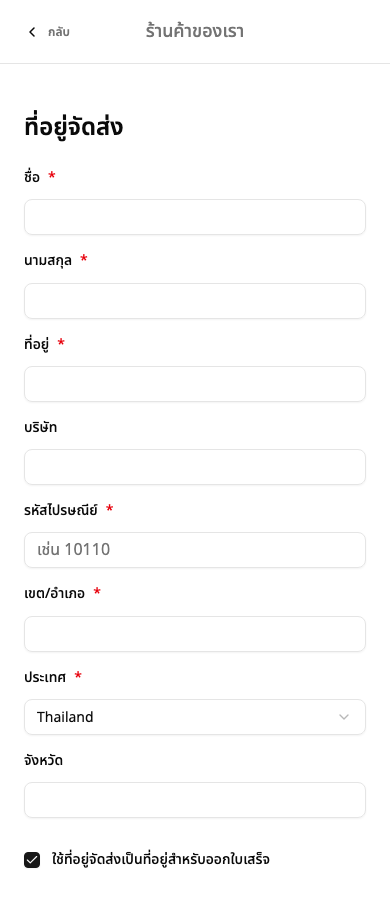 กลับ
ร้านค้าของเรา
ที่อยู่จัดส่ง
ชื่อ *
นามสกุล *
ที่อยู่ *
บริษัท
รหัสไปรษณีย์ *
เช่น 10110
เขต/อำเภอ *
ประเทศ *
Thailand
จังหวัด
ใช้ที่อยู่จัดส่งเป็นที่อยู่สำหรับออกใบเสร็จ